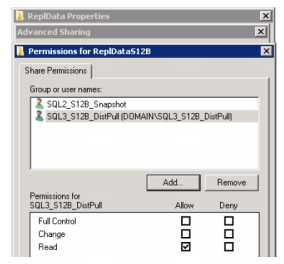 ReplData Properties
Advanced Sharing
Permissions for ReplDataS12B
Share Permissions
Group or user names:
SQL2_S12B_Snapshot
SQL3_S12B_DistPull (DOMAIN\SQL3_S12B_DistPull)
Add... Remove
Permissions for
SQL3_S12B_DistPull Allow Deny
Full Control
Change
Read